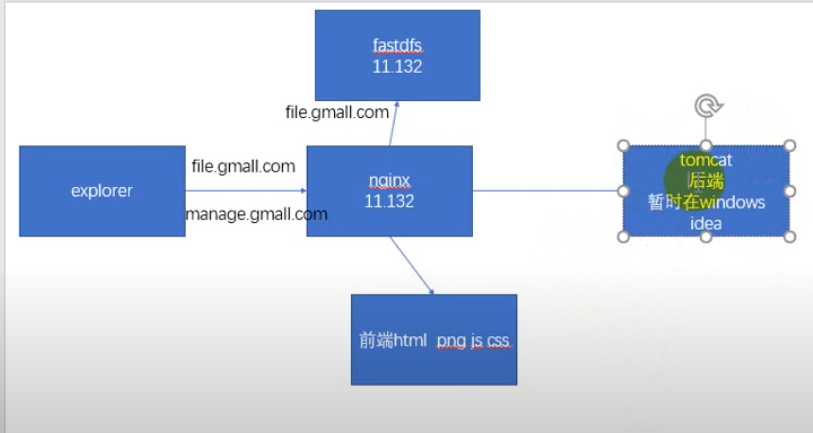 fastdfs
11.132
file.gmall.com
file.gmall.com
explorer
manage.gmall.com
nginx
11.132
tomcat
后端
暂时在windows
idea
前端html png js css